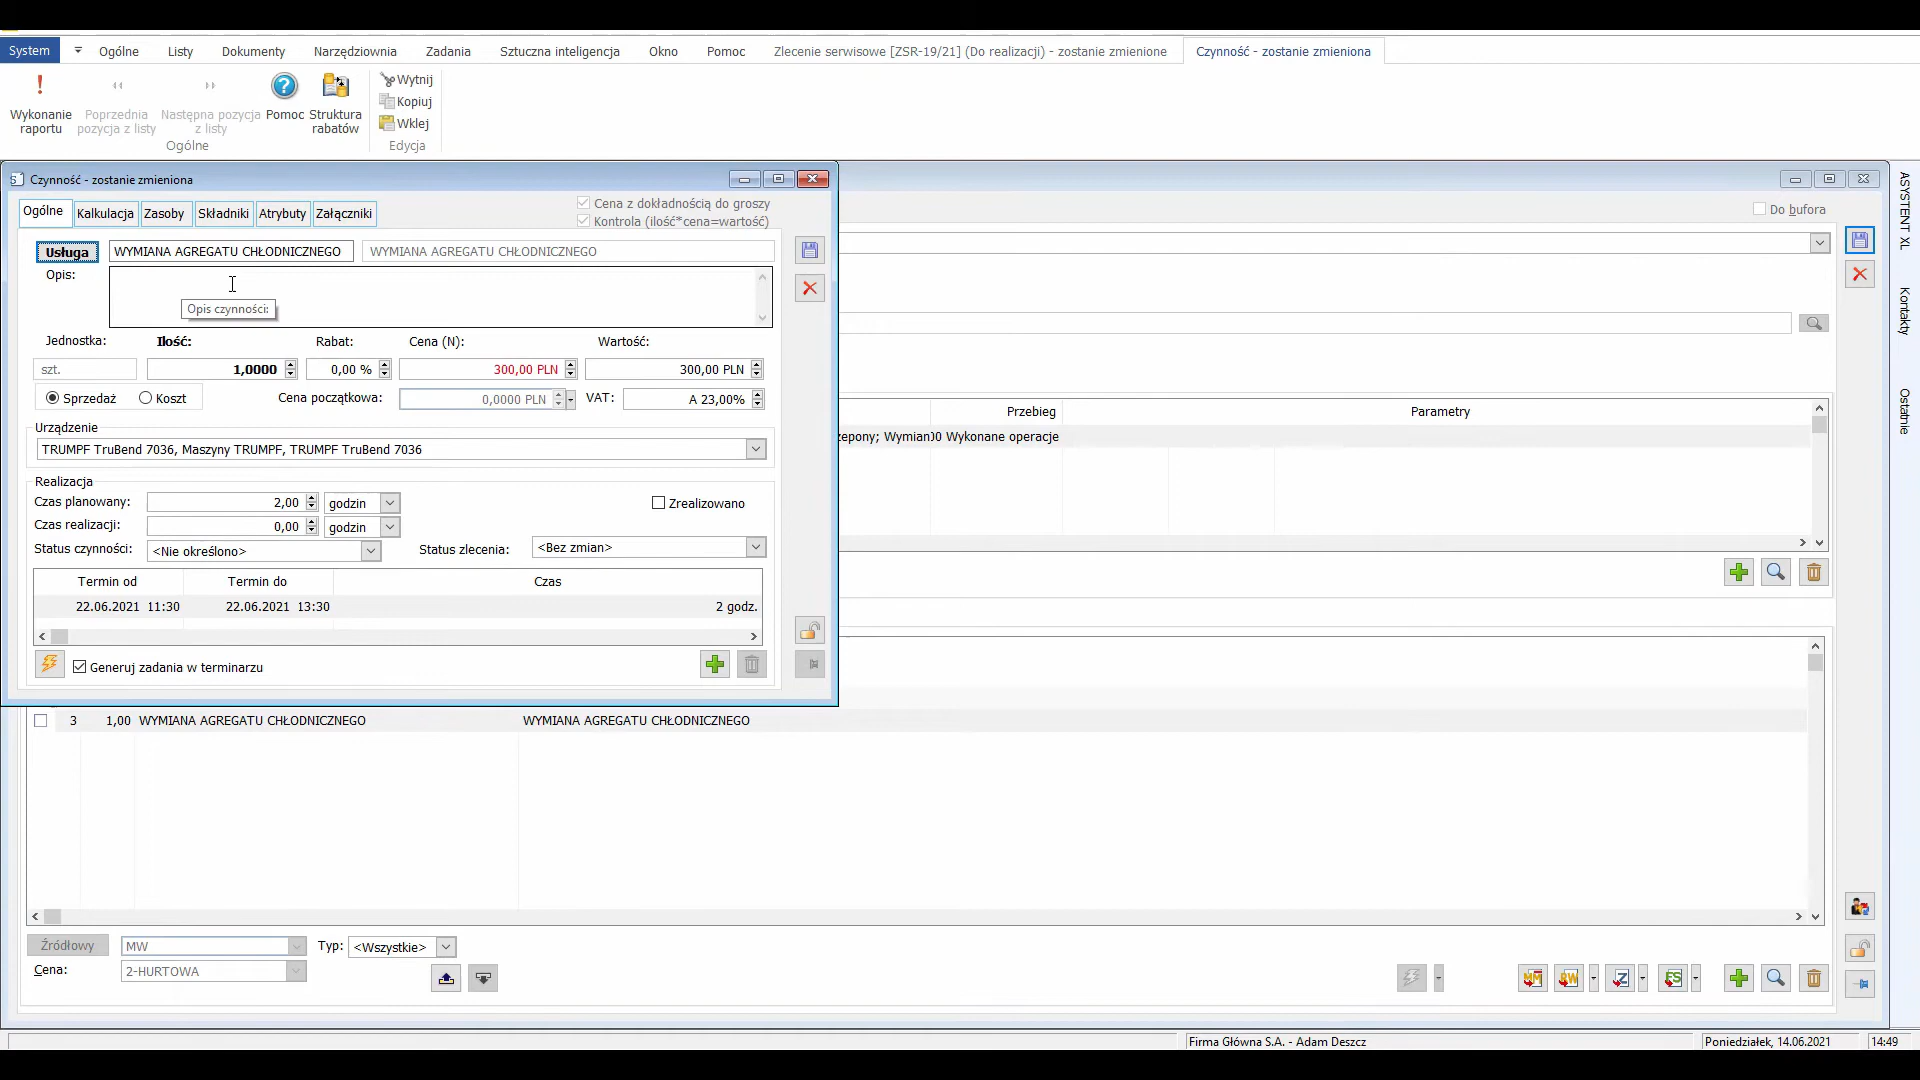 System Ogólne Listy Dokumenty Narzędziownia Zadania Sztuczna inteligencja Okno Pomoc Zlecenie serwisowe [ZSR-19/21] (Do realizacji) - zostanie zmienione Czynność - zostanie zmieniona
Wykonanie raportu
Poprzednia pozycja z listy
Następna pozycja z listy
Pomoc
Struktura rabatów
Ogólne
Wytnij
Kopiuj
Wklej
Edycja
Czynność - zostanie zmieniona
Ogólne Kalkulacja Zasoby Składniki Atrybuty Załączniki
Cena z dokładnością do groszy
Kontrola (ilość*cena=wartość)
Usługa WYMIANA AGREGATU CHŁODNICZEGO WYMIANA AGREGATU CHŁODNICZEGO
Opis:
Opis czynności:
Jednostka: Ilość: Rabat: Cena (N): Wartość:
szt. 1,0000 0,00 % 300,00 PLN 300,00 PLN
Sprzedaż Koszt Cena początkowa: 0,0000 PLN VAT: A 23,00%
Urządzenie
TRUMPF TruBend 7036, Maszyny TRUMPF, TRUMPF TruBend 7036
Realizacja
Czas planowany: 2,00 godzin Zrealizowano
Czas realizacji: 0,00 godzin
Status czynności: <Nie określono> Status zlecenia: <Bez zmian>
Termin od Termin do Czas
22.06.2021 11:30 22.06.2021 13:30 2 godz.
Generuj zadania w terminarzu
Do bufora
Przebieg Parametry
zepony; Wymian00 Wykonane operacje
3 1,00 WYMIANA AGREGATU CHŁODNICZEGO WYMIANA AGREGATU CHŁODNICZEGO
Źródłowy MW Typ: <Wszystkie>
Cena: 2-HURTOWA
MM RW Z FS
ASYSTENT XL
Kontakty
Ostatnie
Firma Główna S.A. - Adam Deszcz Poniedziałek, 14.06.2021 14:49